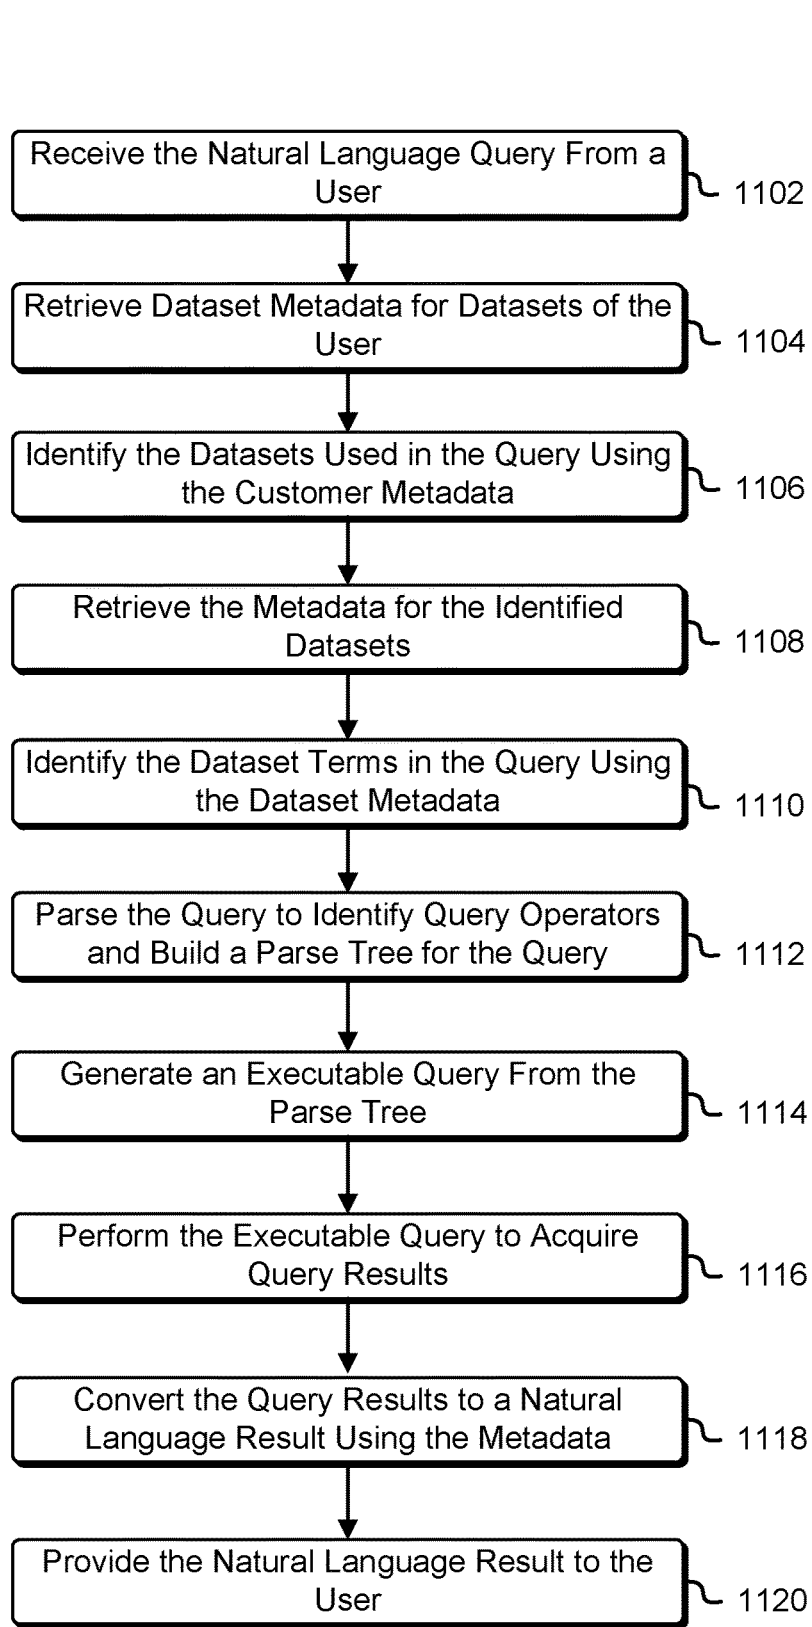 Receive the Natural Language Query From a
User
1102
Retrieve Dataset Metadata for Datasets of the
User
1104
Identify the Datasets Used in the Query Using
the Customer Metadata
1106
Retrieve the Metadata for the Identified
Datasets
1108
Identify the Dataset Terms in the Query Using
the Dataset Metadata
1110
Parse the Query to Identify Query Operators
and Build a Parse Tree for the Query
1112
Generate an Executable Query From the
Parse Tree
1114
Perform the Executable Query to Acquire
Query Results
1116
Convert the Query Results to a Natural
Language Result Using the Metadata
1118
Provide the Natural Language Result to the
User
1120